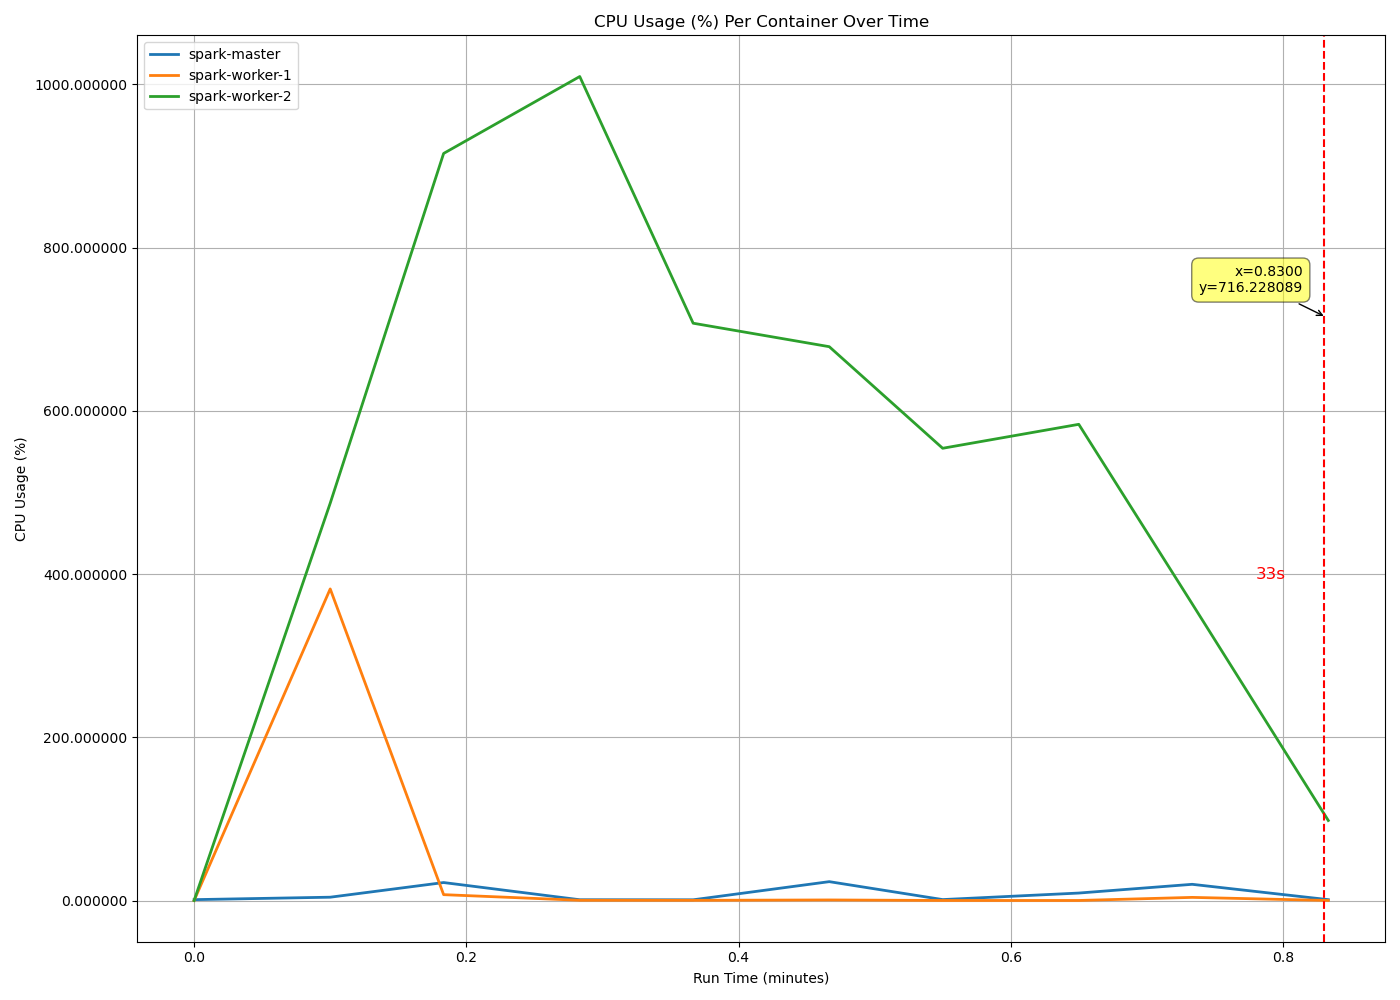 CPU Usage (%) Per Container Over Time
spark-master
spark-worker-1
spark-worker-2
1000.000000
800.000000
600.000000
400.000000
200.000000
0.000000
CPU Usage (%)
x=0.8300
y=716.228089
33s
0.0
0.2
0.4
0.6
0.8
Run Time (minutes)